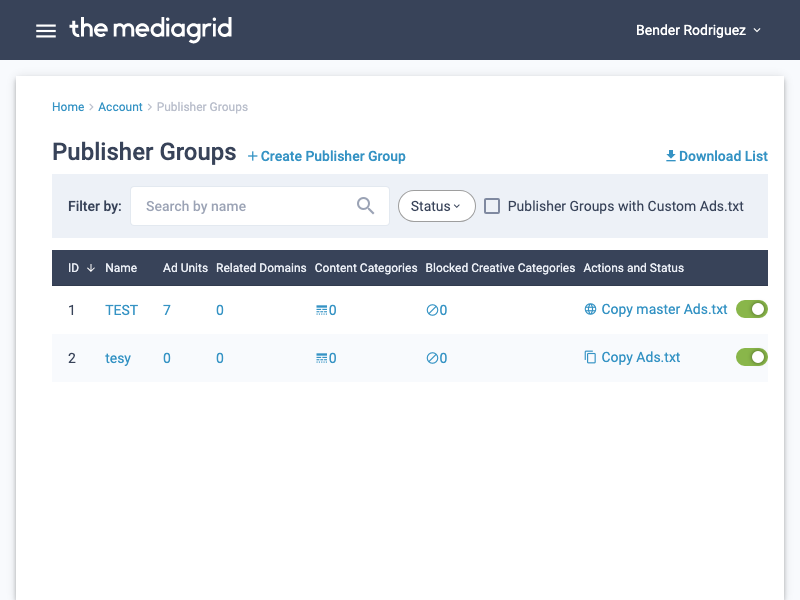 the mediagrid
Bender Rodriguez
Home > Account > Publisher Groups
Publisher Groups + Create Publisher Group Download List
Filter by: Search by name Status Publisher Groups with Custom Ads.txt
ID ↓ Name Ad Units Related Domains Content Categories Blocked Creative Categories Actions and Status
1 TEST 7 0 0 0 Copy master Ads.txt
2 tesy 0 0 0 0 Copy Ads.txt